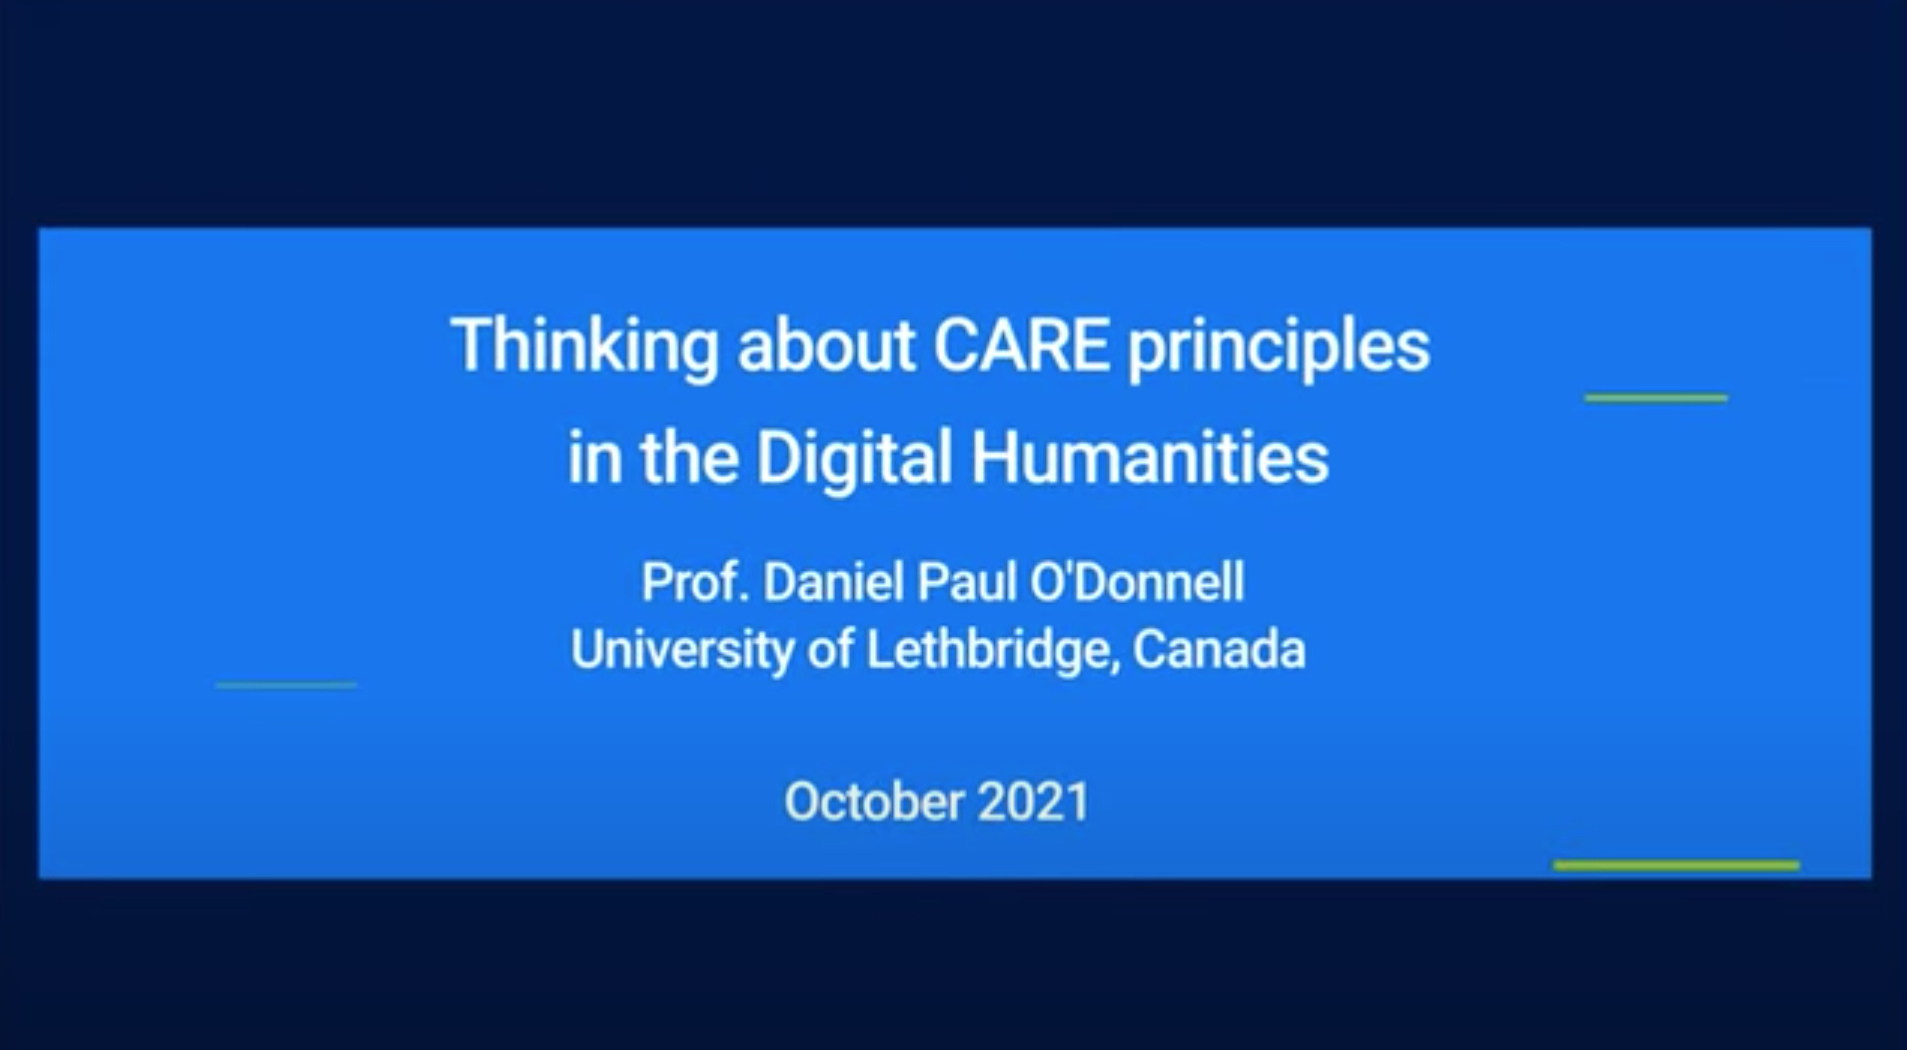 Thinking about CARE principles
in the Digital Humanities
Prof. Daniel Paul O'Donnell
University of Lethbridge, Canada
October 2021